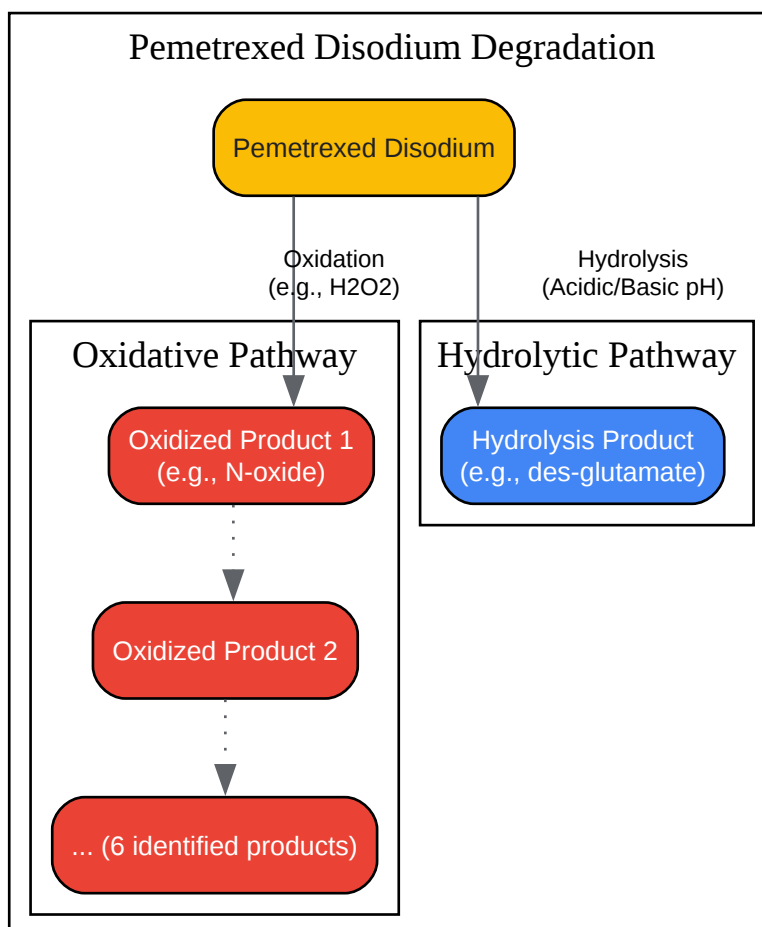 Pemetrexed Disodium Degradation
Pemetrexed Disodium
Oxidation
(e.g., H2O2)
Hydrolysis
(Acidic/Basic pH)
Oxidative Pathway
Oxidized Product 1
(e.g., N-oxide)
Oxidized Product 2
... (6 identified products)
Hydrolytic Pathway
Hydrolysis Product
(e.g., des-glutamate)